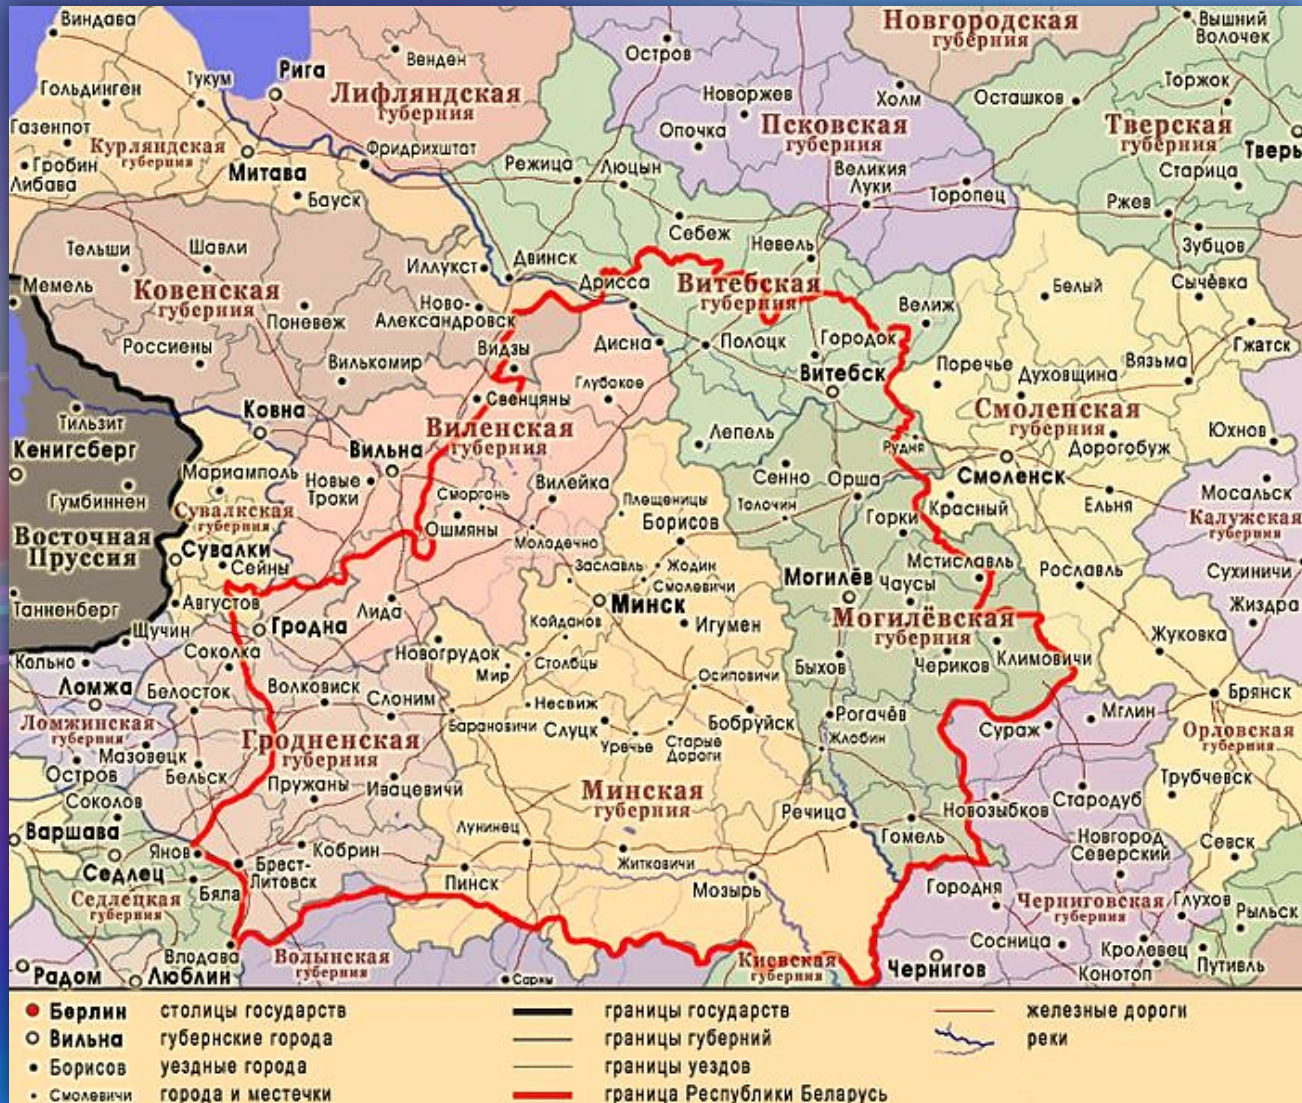 Виндава
Новгородская
губерния
Вышний
Волочек
Остров
Венден
Рига
Тукум
Гольдинген
Лифляндская
губерния
Новоржев
Холм
Осташков
Торжок
Газенпот
Курляндская
губерния
Опочка
Псковская
губерния
Тверская
губерния
Тверь
Гробин
Либава
Митава
Фридрихштат
Режица
Люцын
Великия
Луки
Торопец
Старица
Бауск
Ржев
Себеж
Невель
Зубцов
Тельши
Шавли
Иллукст
Двинск
Мемель
Ковенская
губерния
Дрисса
Витебская
губерния
Велиж
Белый
Сычёвка
Поневеж
Ново-
Александровск
Россиены
Вилькомир
Видзы
Дисна
Полоцк
Городок
Поречье
Вязьма
Гжатск
Глубокое
Витебск
Духовщина
Свенцяны
Тильзит
Ковна
Виленская
губерния
Смоленская
губерния
Юхнов
Лепель
Рудня
Дорогобуж
Кенигсберг
Вильна
Мариамполь
Новые
Троки
Сенно
Орша
Смоленск
Гумбиннен
Сморгонь
Вилейка
Плещеницы
Толочин
Красный
Ельня
Мосальск
Сувалкская
губерния
Ошмяны
Борисов
Горки
Калужская
губерния
Восточная
Пруссия
Сувалки
Сейны
Молодечно
Заславль
Жодин
Смолевичи
Мстиславль
Могилёв
Чаусы
Рославль
Сухиничи
Танненберг
Августов
Лида
Минск
Жиздра
Щучин
Гродна
Койданов
Игумен
Могилёвская
губерния
Жуковка
Кольно
Соколка
Новогрудок
Столбцы
Мир
Быхов
Чериков
Климовичи
Ломжа
Белосток
Волковиск
Слоним
Осиповичи
Брянск
Несвиж
Ломжинская
губерния
Барановичи
Слуцк
Бобруйск
Рогачёв
Мглин
Сураж
Орловская
губерния
Мазовецк
Гродненская
губерния
Уречье
Старые
Дороги
Жлобин
Остров
Бельск
Пружаны
Ивацевичи
Трубчевск
Соколов
Минская
губерния
Речица
Новозыбков
Стародуб
Варшава
Лунинец
Гомель
Новгород
Северский
Севск
Янов
Кобрин
Седлец
Брест-
Литовск
Житковичи
Седлецкая
губерния
Бяла
Пинск
Мозырь
Городня
Черниговская
губерния
Глухов
Рыльск
Влодава
Волынская
губерния
Киевская
губерния
Сосница
Кролевец
Радом
Люблин
Сарны
Чернигов
Конотоп
Путивль
Берлин столицы государств границы государств железные дороги
Вильна губернские города границы губерний реки
Борисов уездные города границы уездов
Смолевичи города и местечки граница Республики Беларусь